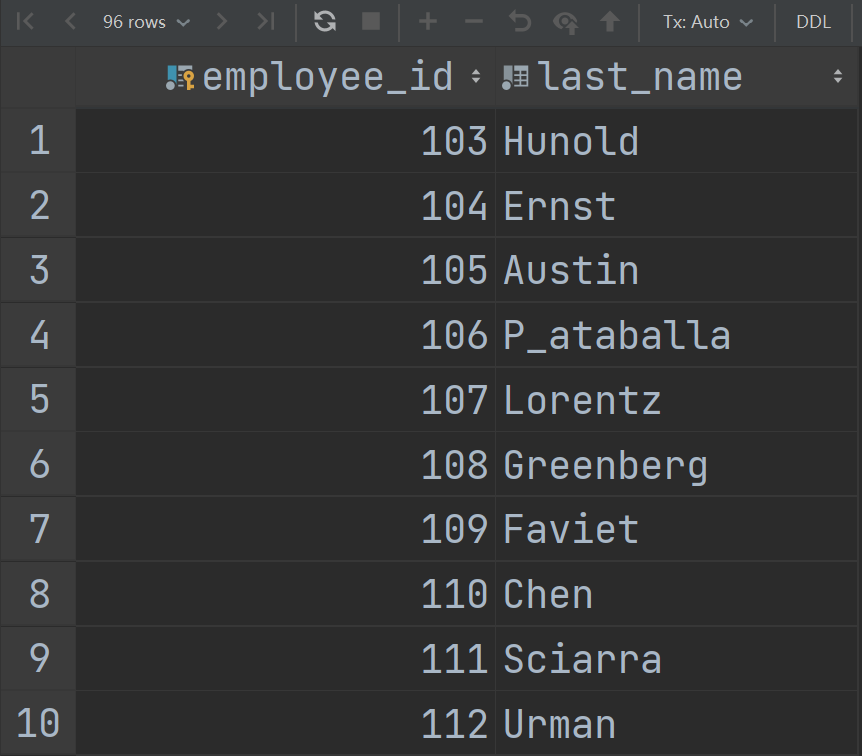 96 rows Tx: Auto DDL
employee_id last_name
1 103 Hunold
2 104 Ernst
3 105 Austin
4 106 P_ataballa
5 107 Lorentz
6 108 Greenberg
7 109 Faviet
8 110 Chen
9 111 Sciarra
10 112 Urman